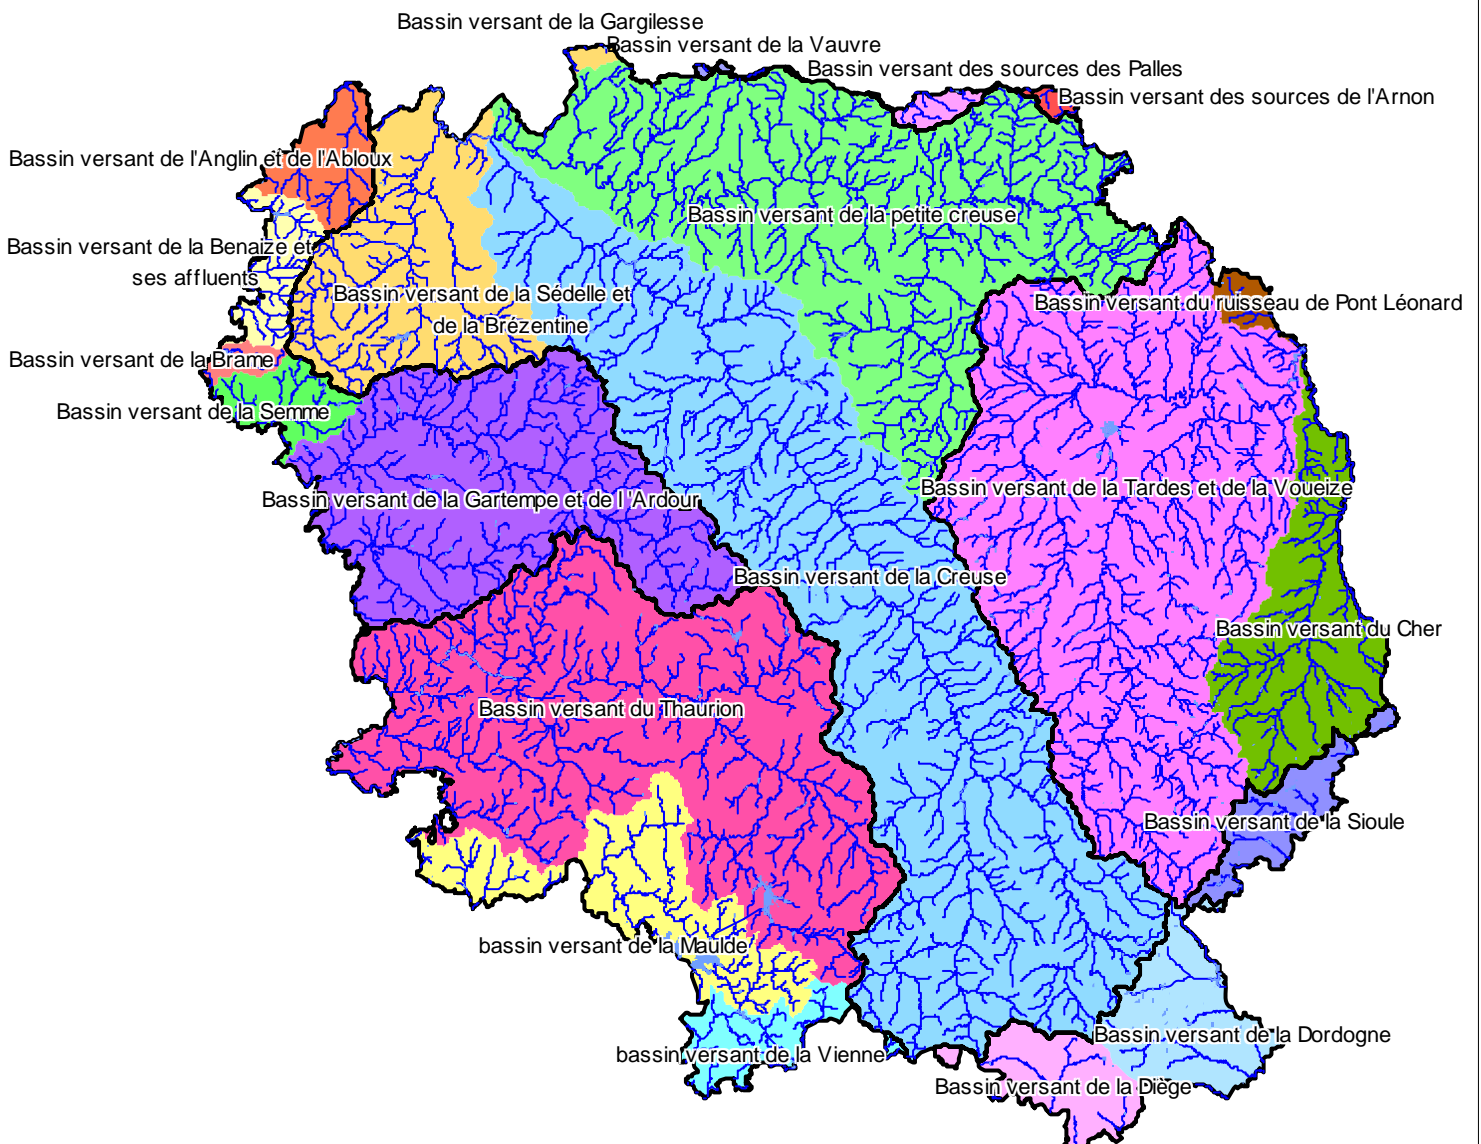 Bassin versant de la Gargilesse
Bassin versant de la Vauvre
Bassin versant des sources des Palles
Bassin versant des sources de l'Arnon
Bassin versant de l'Anglin et de l'Abloux
Bassin versant de la petite creuse
Bassin versant de la Benaize et
ses affluents
Bassin versant de la Sédelle et
de la Brézentine
Bassin versant du ruisseau de Pont Léonard
Bassin versant de la Brame
Bassin versant de la Semme
Bassin versant de la Gartempe et de l 'Ardour
Bassin versant de la Tardes et de la Voueize
Bassin versant de la Creuse
Bassin versant du Cher
Bassin versant du Thaurion
Bassin versant de la Sioule
bassin versant de la Maulde
Bassin versant de la Dordogne
bassin versant de la Vienne
Bassin versant de la Diège